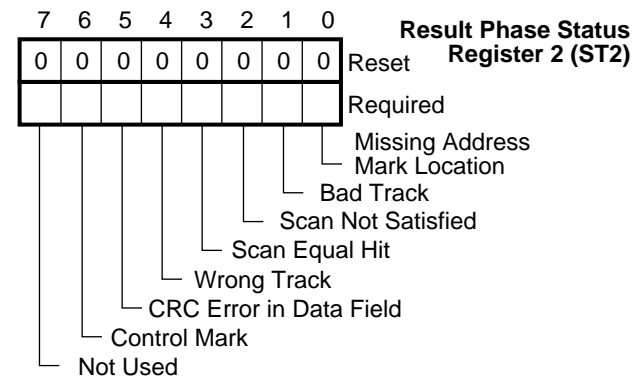 7 6 5 4 3 2 1 0
Result Phase Status
Register 2 (ST2)
0 0 0 0 0 0 0 0 Reset
Required
Missing Address
Mark Location
Bad Track
Scan Not Satisfied
Scan Equal Hit
Wrong Track
CRC Error in Data Field
Control Mark
Not Used